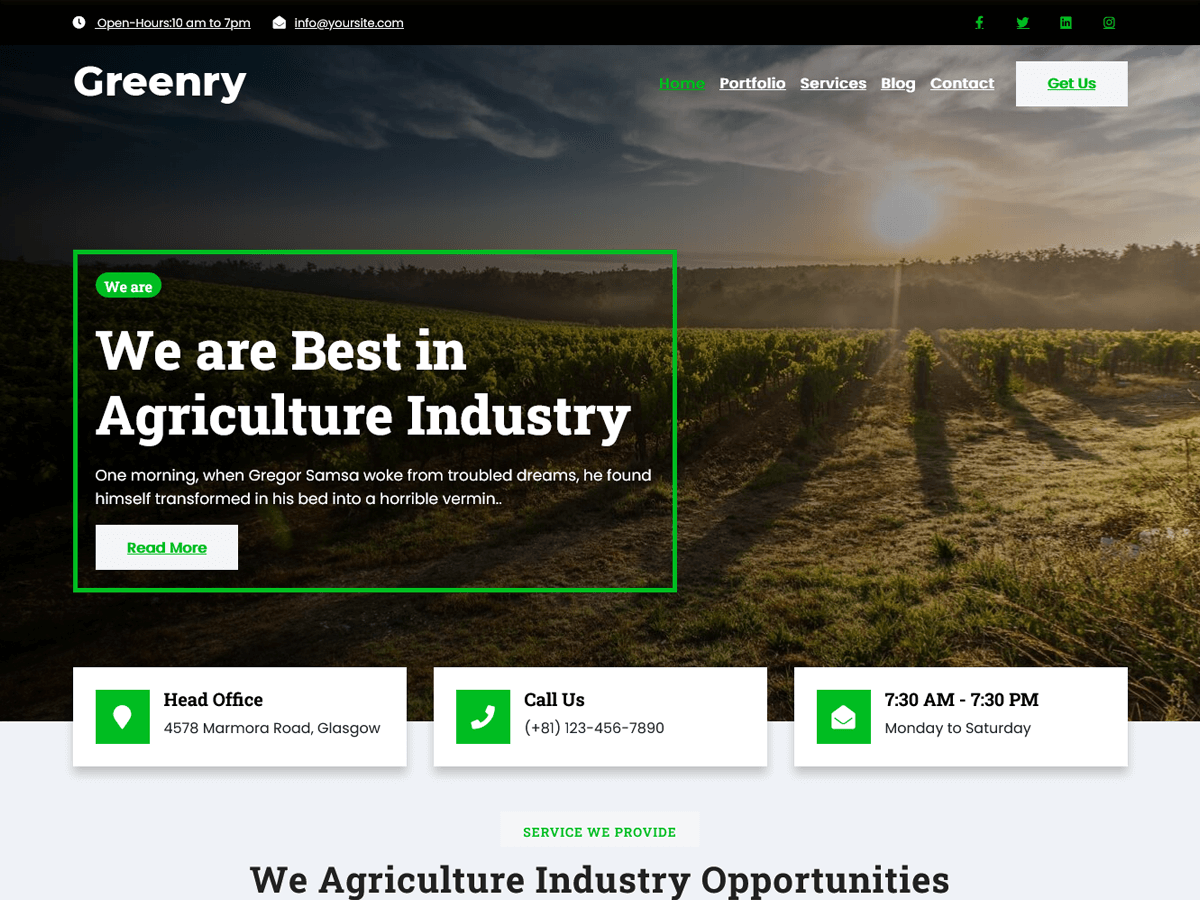 Open-Hours:10 am to 7pm
info@yoursite.com
Greenry
Home Portfolio Services Blog Contact Get Us
We are
We are Best in
Agriculture Industry
One morning, when Gregor Samsa woke from troubled dreams, he found
himself transformed in his bed into a horrible vermin..
Read More
Head Office
4578 Marmora Road, Glasgow
Call Us
(+81) 123-456-7890
7:30 AM - 7:30 PM
Monday to Saturday
SERVICE WE PROVIDE
We Agriculture Industry Opportunities